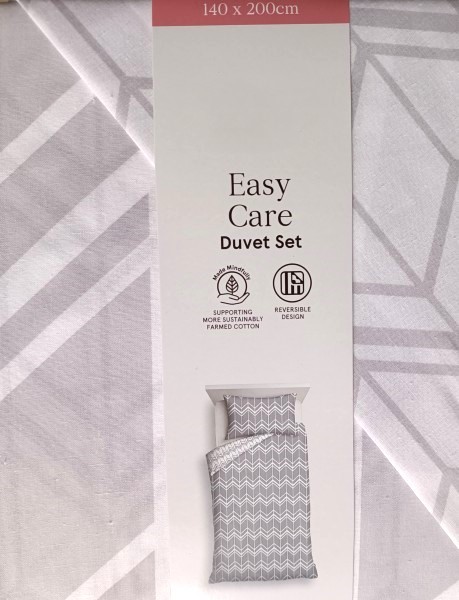 140 x 200cm
Easy
Care
Duvet Set
Made Mindfully
SUPPORTING
MORE SUSTAINABLY
FARMED COTTON
REVERSIBLE
DESIGN